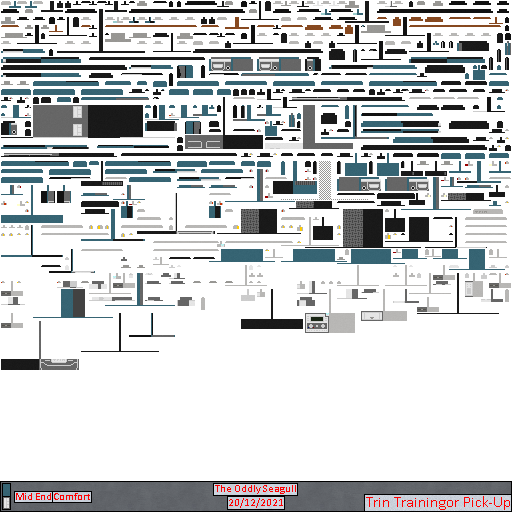 The Oddly Seagull
Mid End Comfort
20/12/2021
Trin Trainingor Pick-Up